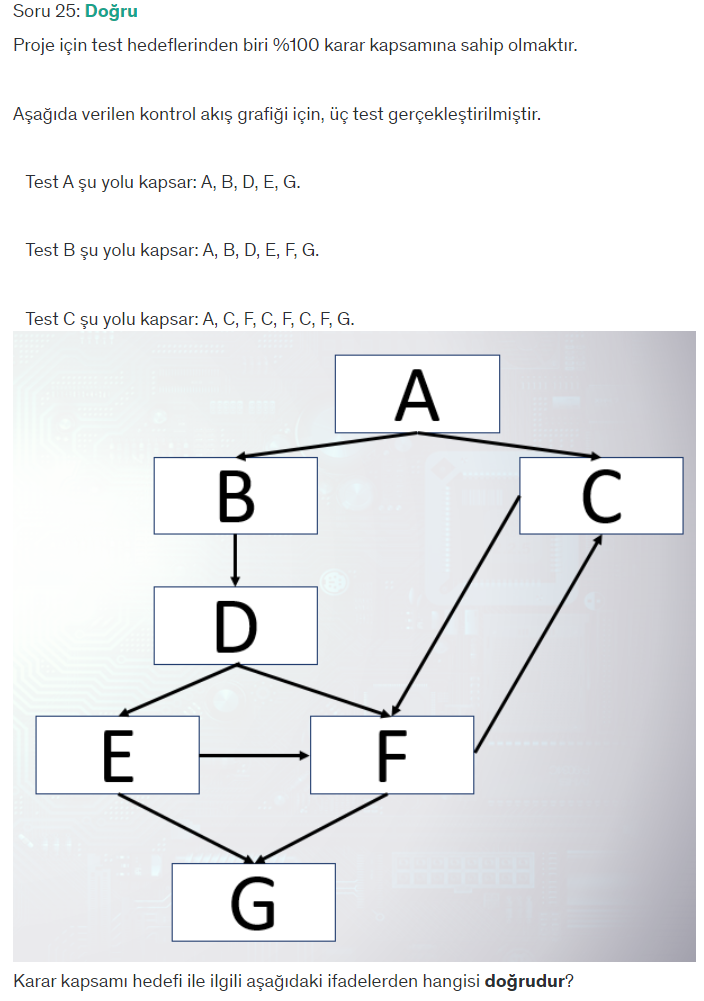 Soru 25: Doğru
Proje için test hedeflerinden biri %100 karar kapsamına sahip olmaktır.
Aşağıda verilen kontrol akış grafiği için, üç test gerçekleştirilmiştir.
Test A şu yolu kapsar: A, B, D, E, G.
Test B şu yolu kapsar: A, B, D, E, F, G.
Test C şu yolu kapsar: A, C, F, C, F, C, F, G.
A
B
C
D
E
F
G
Karar kapsamı hedefi ile ilgili aşağıdaki ifadelerden hangisi doğrudur?